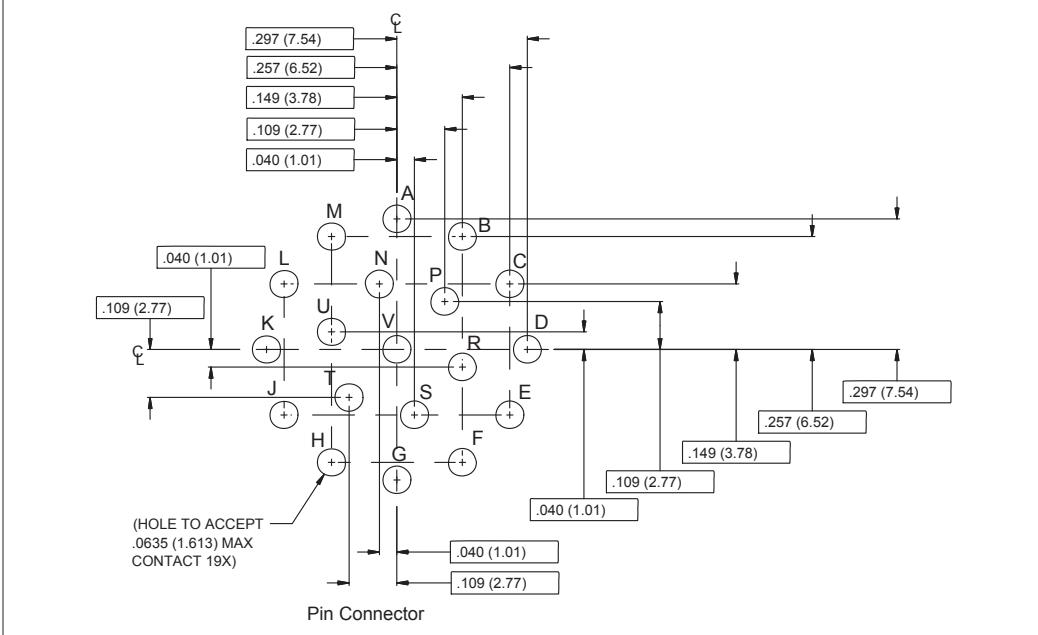 ℄
.297 (7.54)
.257 (6.52)
.149 (3.78)
.109 (2.77)
.040 (1.01)
A
M
B
.040 (1.01)
L
N
C
P
.109 (2.77)
U
K
V
D
R
℄
T
J
S
E
.297 (7.54)
.257 (6.52)
H
G
F
.149 (3.78)
.109 (2.77)
.040 (1.01)
(HOLE TO ACCEPT
.0635 (1.613) MAX
CONTACT 19X)
.040 (1.01)
.109 (2.77)
Pin Connector